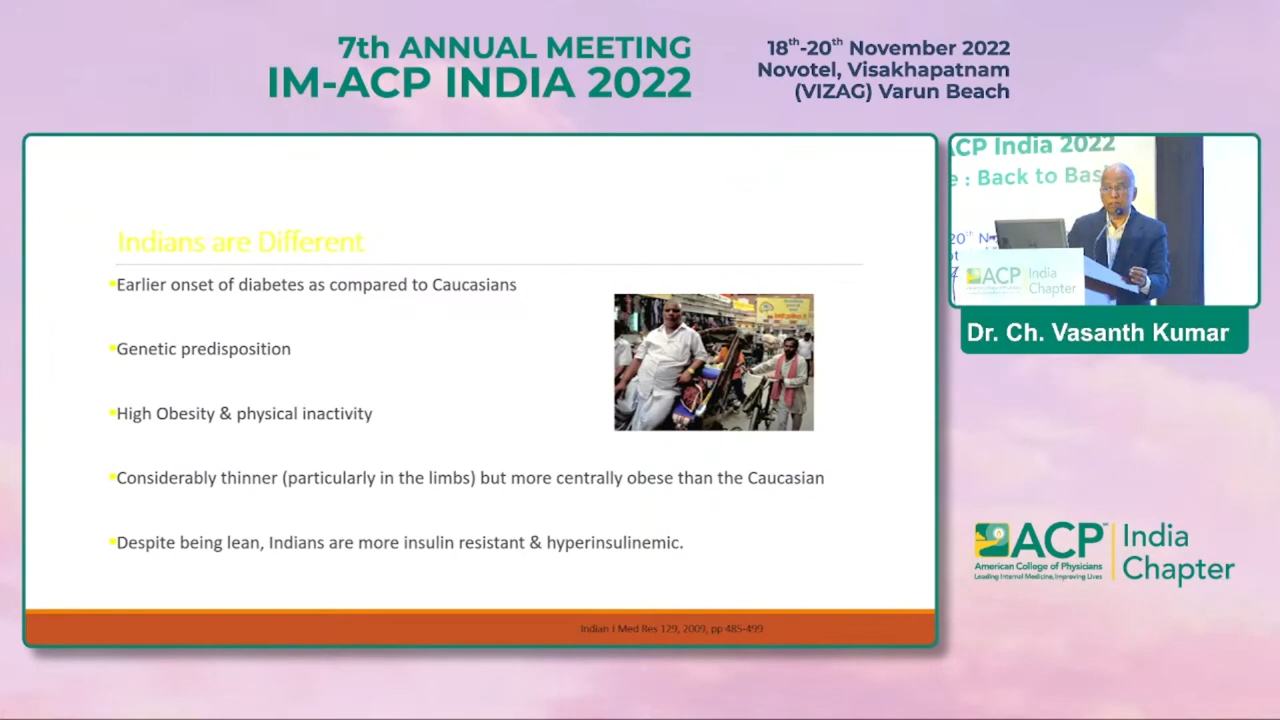 7th ANNUAL MEETING
IM-ACP INDIA 2022
18th-20th November 2022
Novotel, Visakhapatnam
(VIZAG) Varun Beach
Indians are Different
Earlier onset of diabetes as compared to Caucasians
Genetic predisposition
High Obesity & physical inactivity
Considerably thinner (particularly in the limbs) but more centrally obese than the Caucasian
Despite being lean, Indians are more insulin resistant & hyperinsulinemic.
Indian J Med Res 129, 2009, pp 485-499
ACP India 2022
e : Back to Bas
20th N
ACP India
Chapter
Dr. Ch. Vasanth Kumar
ACP
American College of Physicians
Leading Internal Medicine, Improving Lives
India
Chapter